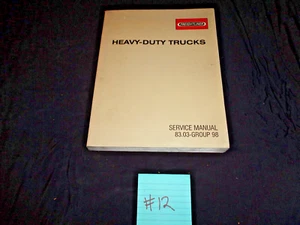 HEAVY-DUTY TRUCKS
SERVICE MANUAL
83.03-GROUP 98
#12